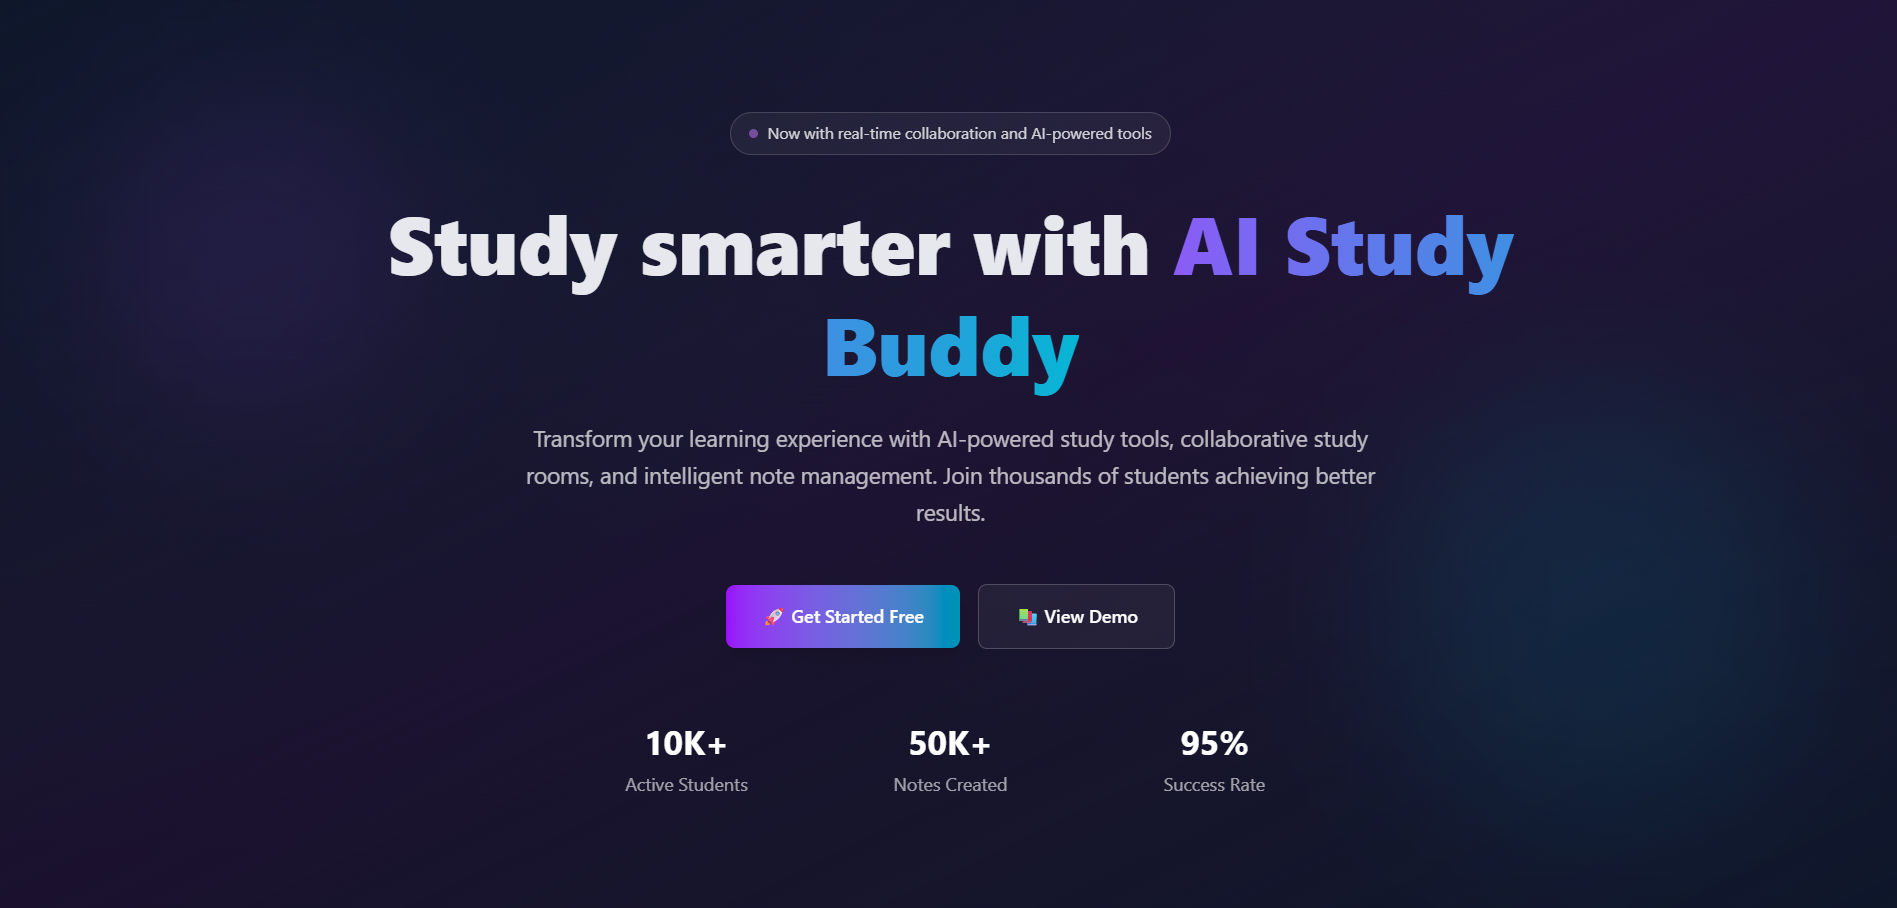 Now with real-time collaboration and AI-powered tools
Study smarter with AI Study
Buddy
Transform your learning experience with AI-powered study tools, collaborative study
rooms, and intelligent note management. Join thousands of students achieving better
results.
🚀 Get Started Free
📚 View Demo
10K+
50K+
95%
Active Students
Notes Created
Success Rate